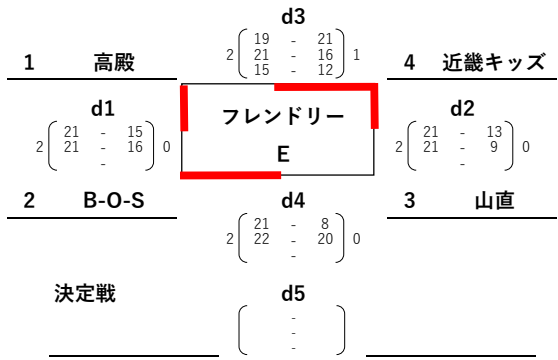 d3
2 19 - 21 1
21 - 16
15 - 12
1 高殿
4 近畿キッズ
フレンドリー
E
d1
2 21 - 15 0
21 - 16
-
d2
2 21 - 13 0
21 - 9
-
2 B-O-S
3 山直
d4
2 21 - 8 0
22 - 20
-
決定戦
d5
-
-
-